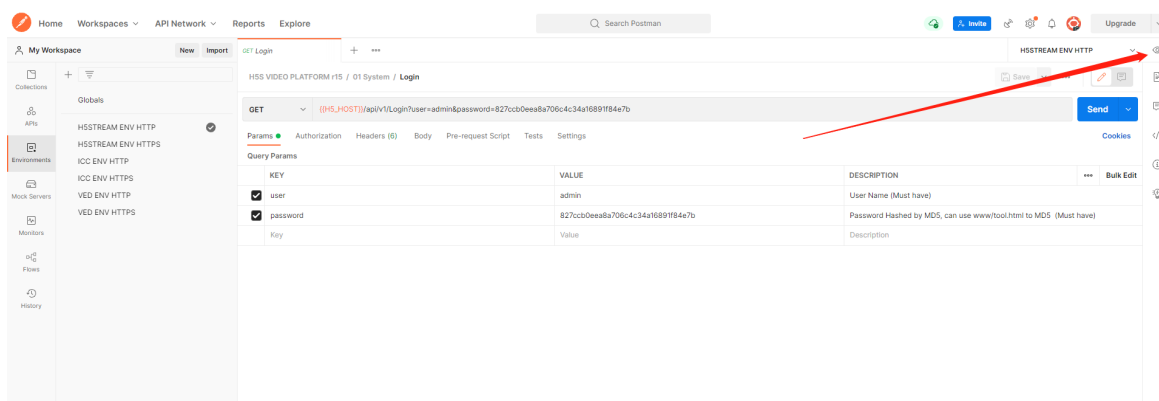 Home Workspaces API Network Reports Explore Search Postman Invite Upgrade
My Workspace New Import GET Login H5STREAM ENV HTTP
Collections
APIs
Environments
Mock Servers
Monitors
Flows
History
Globals
H5STREAM ENV HTTP
H5STREAM ENV HTTPS
ICC ENV HTTP
ICC ENV HTTPS
VED ENV HTTP
VED ENV HTTPS
H5S VIDEO PLATFORM r15 / 01 System / Login Save
GET {{H5_HOST}}/api/v1/Login?user=admin&password=827ccb0eea8a706c4c34a16891f84e7b Send
Params Authorization Headers (6) Body Pre-request Script Tests Settings Cookies
Query Params
KEY VALUE DESCRIPTION Bulk Edit
user admin User Name (Must have)
password 827ccb0eea8a706c4c34a16891f84e7b Password Hashed by MD5, can use www/tool.html to MD5 (Must have)
Key Value Description